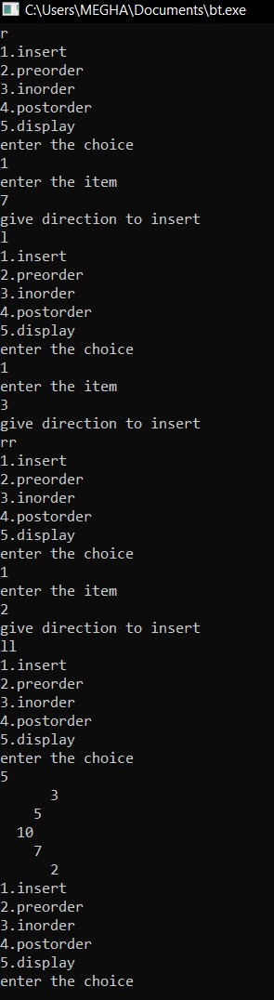 C:\Users\MEGHA\Documents\bt.exe
r
1.insert
2.preorder
3.inorder
4.postorder
5.display
enter the choice
1
enter the item
7
give direction to insert
l
1.insert
2.preorder
3.inorder
4.postorder
5.display
enter the choice
1
enter the item
3
give direction to insert
rr
1.insert
2.preorder
3.inorder
4.postorder
5.display
enter the choice
1
enter the item
2
give direction to insert
ll
1.insert
2.preorder
3.inorder
4.postorder
5.display
enter the choice
5
      3
    5
  10
    7
      2
1.insert
2.preorder
3.inorder
4.postorder
5.display
enter the choice